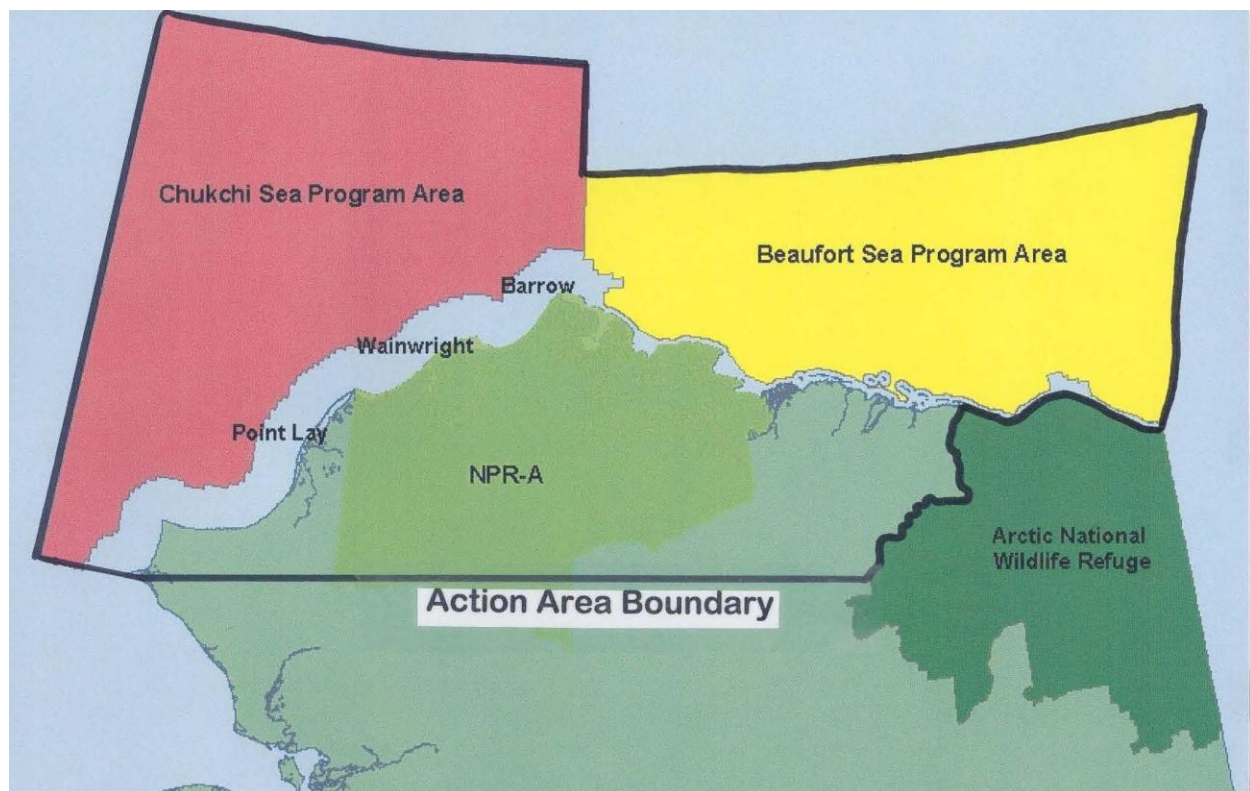 Chukchi Sea Program Area
Beaufort Sea Program Area
Barrow
Wainwright
Point Lay
NPR-A
Arctic National
Wildlife Refuge
Action Area Boundary